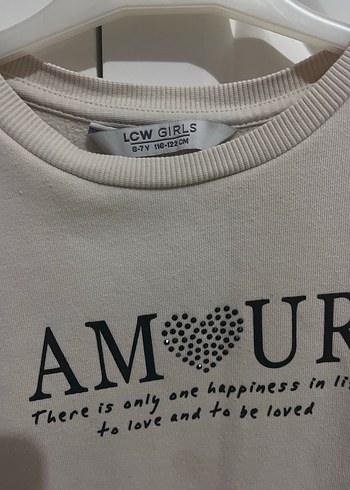 LCW GIRLS
6-7 Y 116-122 CM
AM UR
There is only one happiness in
to love and to be loved